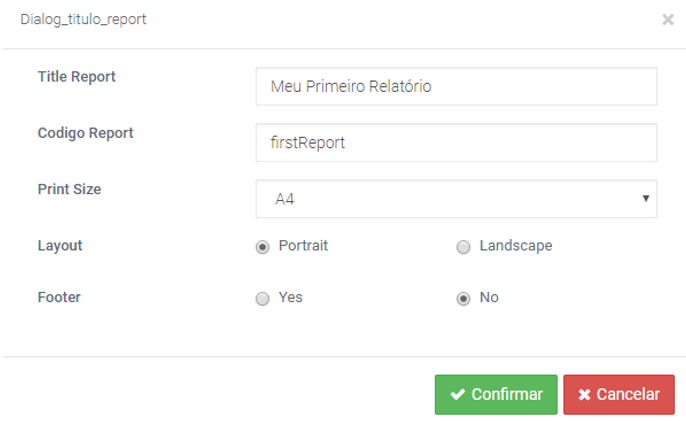 Dialog_titulo_report
Title Report
Meu Primeiro Relatório
Codigo Report
firstReport
Print Size
A4
Layout
Portrait
Landscape
Footer
Yes
No
Confirmar
Cancelar